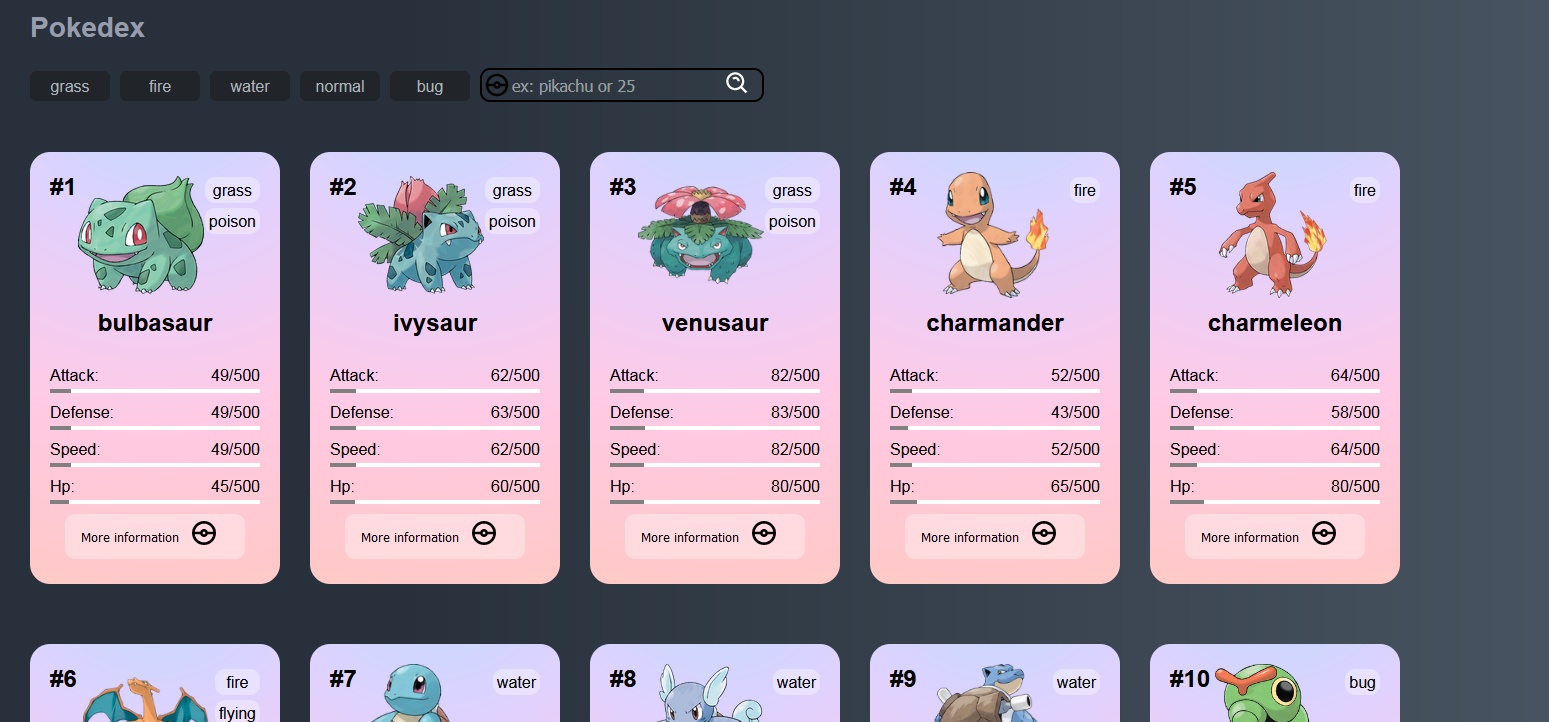 Pokedex
grass fire water normal bug ex: pikachu or 25
#1 grass poison
bulbasaur
Attack: 49/500
Defense: 49/500
Speed: 49/500
Hp: 45/500
More information
#2 grass poison
ivysaur
Attack: 62/500
Defense: 63/500
Speed: 62/500
Hp: 60/500
More information
#3 grass poison
venusaur
Attack: 82/500
Defense: 83/500
Speed: 82/500
Hp: 80/500
More information
#4 fire
charmander
Attack: 52/500
Defense: 43/500
Speed: 52/500
Hp: 65/500
More information
#5 fire
charmeleon
Attack: 64/500
Defense: 58/500
Speed: 64/500
Hp: 80/500
More information
#6 fire
flying
#7 water
#8 water
#9 water
#10 bug